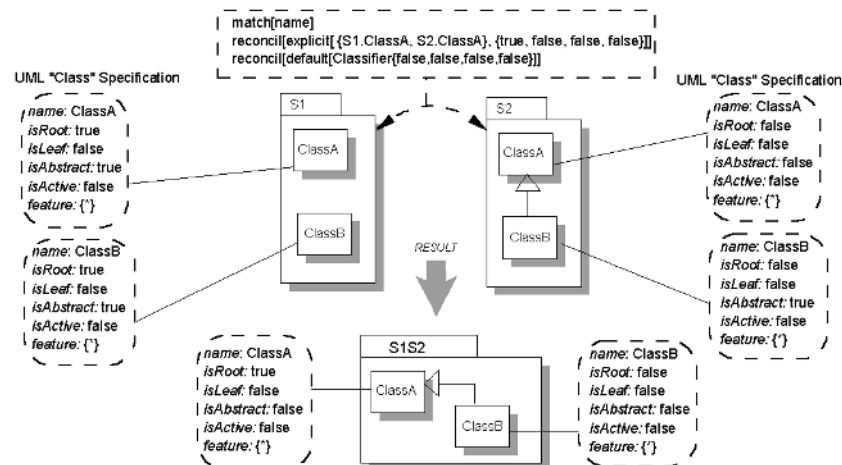 match[name]
reconcil[explicit[ {S1.ClassA, S2.ClassA}, {true, false, false, false}]]
reconcil[default[Classifier{false,false,false,false}]]
UML "Class" Specification
name: ClassA
isRoot: true
isLeaf: false
isAbstract: true
isActive: false
feature: {*}
name: ClassB
isRoot: true
isLeaf: false
isAbstract: true
isActive: false
feature: {*}
S1
ClassA
ClassB
S2
ClassA
ClassB
RESULT
UML "Class" Specification
name: ClassA
isRoot: false
isLeaf: false
isAbstract: false
isActive: false
feature: {*}
name: ClassB
isRoot: false
isLeaf: false
isAbstract: true
isActive: false
feature: {*}
name: ClassA
isRoot: true
isLeaf: false
isAbstract: false
isActive: false
feature: {*}
S1S2
ClassA
ClassB
name: ClassB
isRoot: false
isLeaf: false
isAbstract: false
isActive: false
feature: {*}